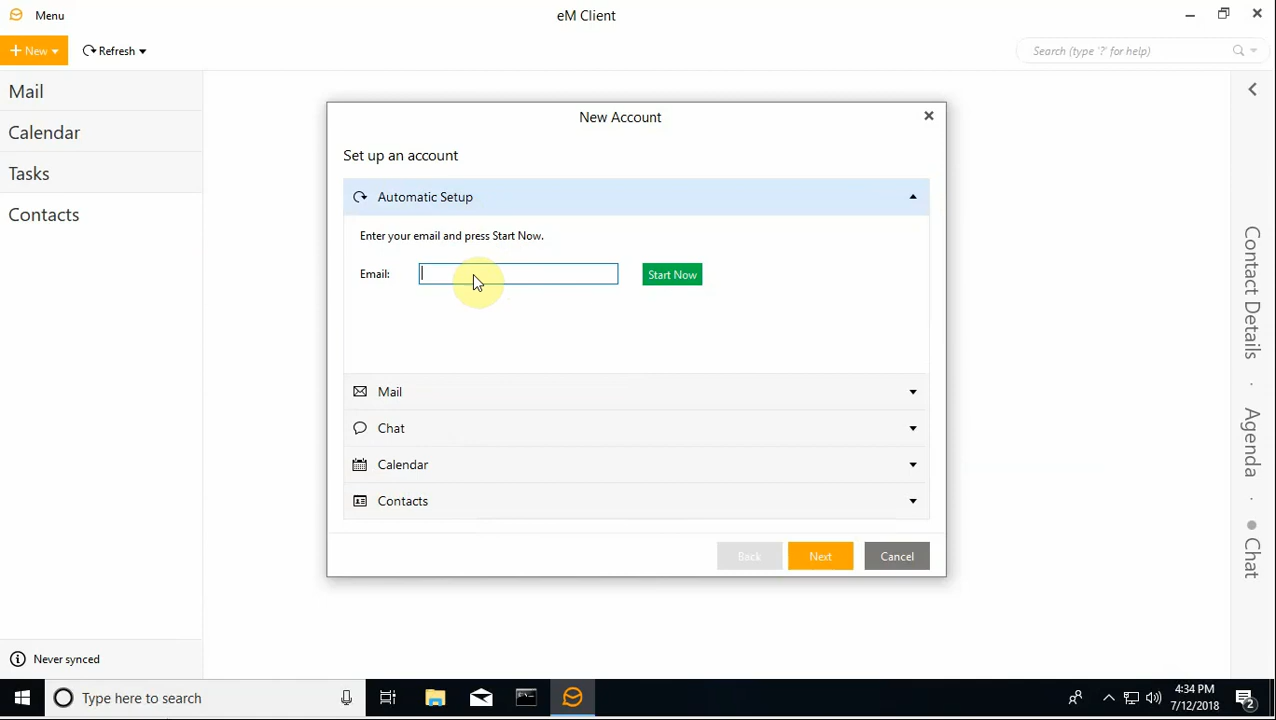 Menu
eM Client
New
Refresh
Search (type '?' for help)
Mail
Calendar
Tasks
Contacts
New Account
Set up an account
Automatic Setup
Enter your email and press Start Now.
Email:
Start Now
Mail
Chat
Calendar
Contacts
Back
Next
Cancel
Contact Details
Agenda
Chat
Never synced
Type here to search
4:34 PM
7/12/2018
2